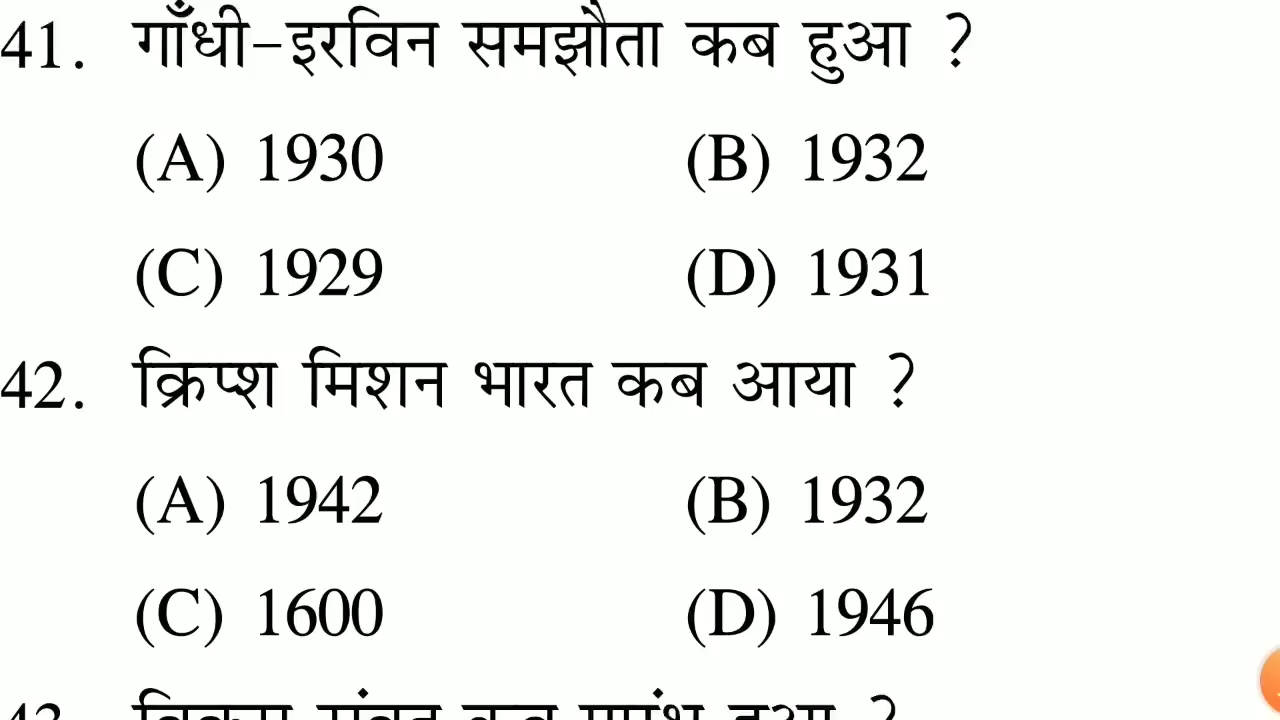 41. गाँधी-इरविन समझौता कब हुआ ?
(A) 1930 (B) 1932
(C) 1929 (D) 1931
42. क्रिप्श मिशन भारत कब आया ?
(A) 1942 (B) 1932
(C) 1600 (D) 1946